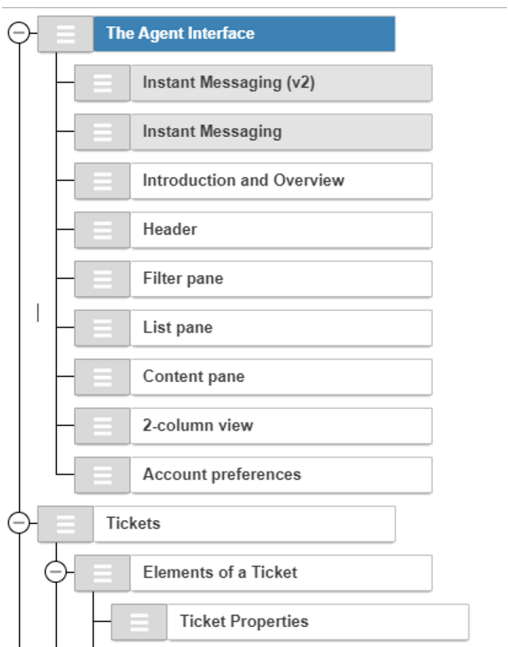 The Agent Interface
Instant Messaging (v2)
Instant Messaging
Introduction and Overview
Header
Filter pane
List pane
Content pane
2-column view
Account preferences
Tickets
Elements of a Ticket
Ticket Properties